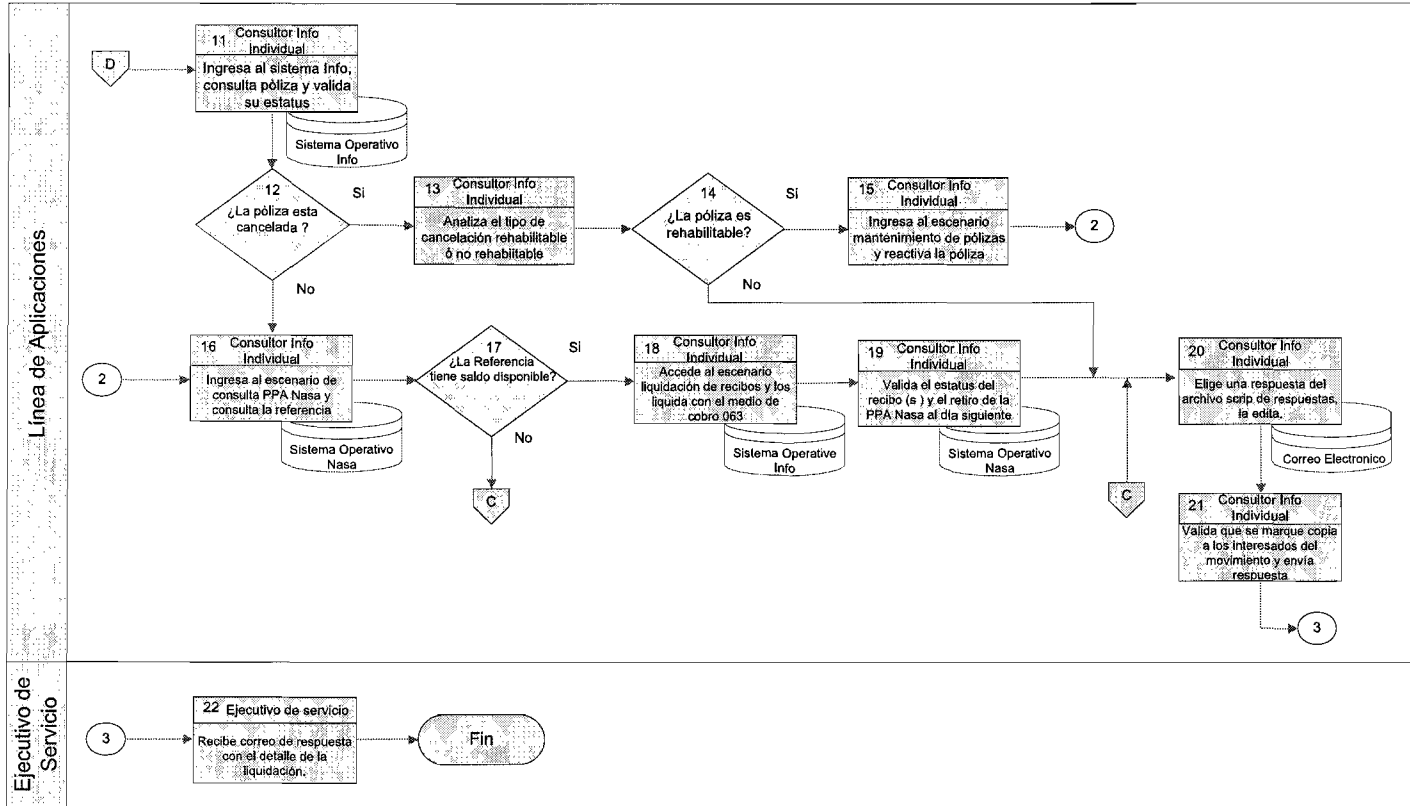 Línea de Aplicaciones
D
11 Consultor Info
Individual
Ingresa al sistema Info,
consulta póliza y valida
su estatus
Sistema Operativo
Info
12
¿La póliza esta
cancelada ?
Si
No
13 Consultor Info
Individual
Analiza el tipo de
cancelación rehabilitable
ó no rehabilitable
14
¿La póliza es
rehabilitable?
Si
No
15 Consultor Info
Individual
Ingresa al escenario
mantenimiento de pólizas
y reactiva la póliza
2
2
16 Consultor Info
Individual
Ingresa al escenario de
consulta PPA Nasa y
consulta la referencia
Sistema Operativo
Nasa
17
¿La Referencia
tiene saldo disponible?
Si
No
C
18 Consultor Info
Individual
Accede al escenario
liquidación de recibos y los
liquida con el medio de
cobro 063
Sistema Operative
Info
19 Consultor Info
Individual
Valida el estatus del
recibo (s ) y el retiro de la
PPA Nasa al día siguiente
Sistema Operativo
Nasa
C
20 Consultor Info
Individual
Elige una respuesta del
archivo scrip de respuestas,
la edita.
Correo Electronico
21 Consultor Info
Individual
Valida que se marque copia
a los interesados del
movimiento y envía
respuesta
3
Ejecutivo de
Servicio
3
22 Ejecutivo de servicio
Recibe correo de respuesta
con el detalle de la
liquidación.
Fin